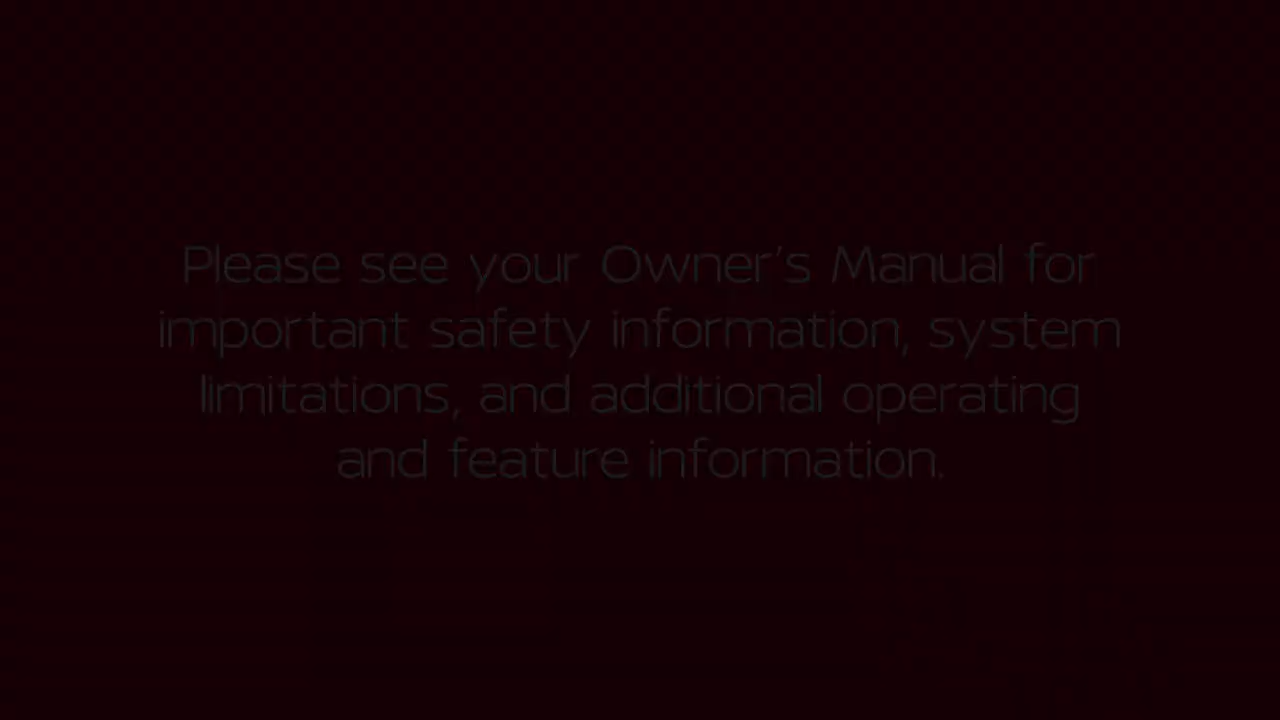 Please see your Owner's Manual for
important safety information, system
limitations, and additional operating
and feature information.